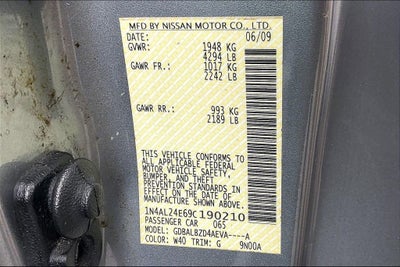 MFD BY NISSAN MOTOR CO., LTD.
DATE: 06/09
GVWR: 1948 KG
4294 LB
GAWR FR.: 1017 KG
2242 LB
GAWR RR.: 993 KG
2189 LB
THIS VEHICLE CONFORMS TO
ALL APPLICABLE FEDERAL
MOTOR VEHICLE SAFETY,
BUMPER, AND THEFT
PREVENTION STANDARDS IN
EFFECT ON THE DATE OF
MANUFACTURE SHOWN ABOVE.
1N4AL24E69C190210
PASSENGER CAR 065
MODEL: GDBALBZD4AEVA----A
COLOR: W40 TRIM: G 9N00A